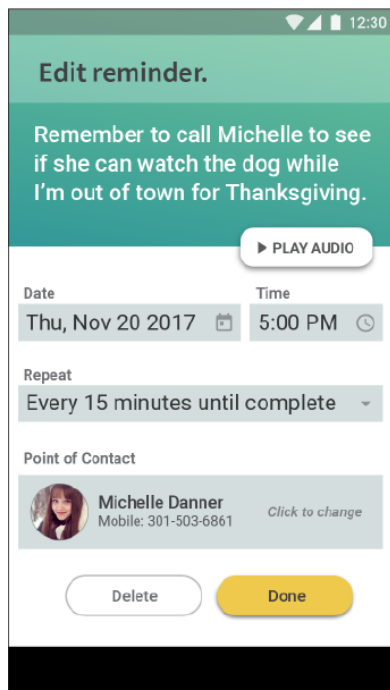 12:30
Edit reminder.
Remember to call Michelle to see
if she can watch the dog while
I'm out of town for Thanksgiving.
PLAY AUDIO
Date Time
Thu, Nov 20 2017 5:00 PM
Repeat
Every 15 minutes until complete
Point of Contact
Michelle Danner
Mobile: 301-503-6861 Click to change
Delete Done